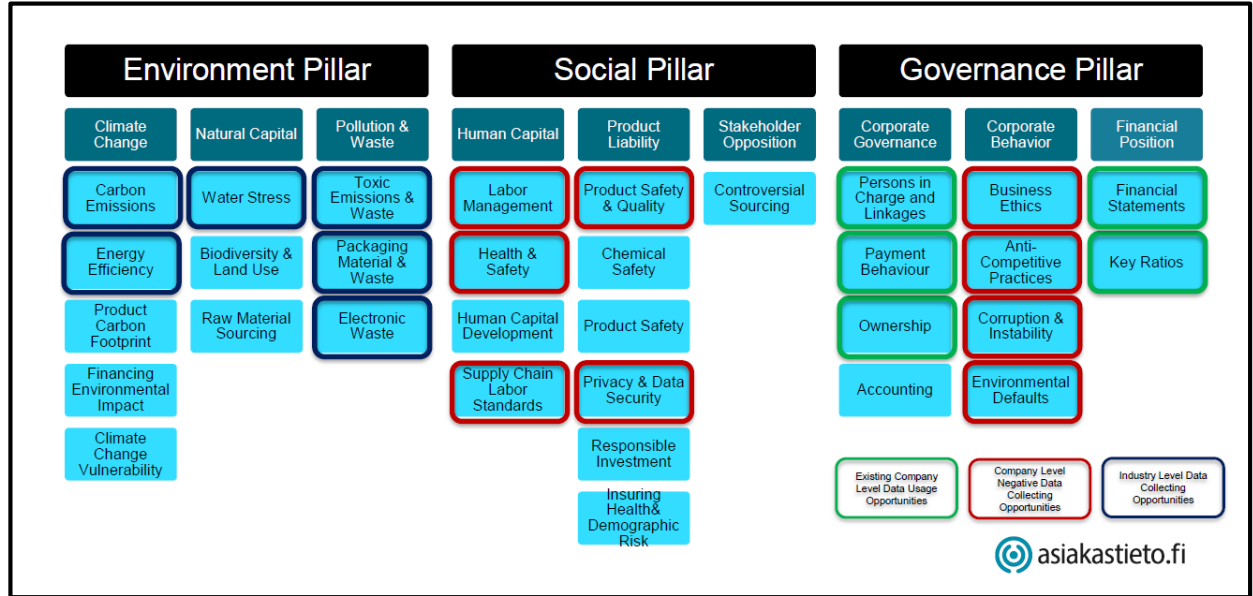 Environment Pillar
Social Pillar
Governance Pillar
Climate
Change
Natural Capital
Pollution &
Waste
Human Capital
Product
Liability
Stakeholder
Opposition
Corporate
Governance
Corporate
Behavior
Financial
Position
Carbon
Emissions
Water Stress
Toxic
Emissions &
Waste
Labor
Management
Product Safety
& Quality
Controversial
Sourcing
Persons in
Charge and
Linkages
Business
Ethics
Financial
Statements
Energy
Efficiency
Biodiversity &
Land Use
Packaging
Material &
Waste
Health &
Safety
Chemical
Safety
Payment
Behaviour
Anti-
Competitive
Practices
Key Ratios
Product
Carbon
Footprint
Raw Material
Sourcing
Electronic
Waste
Human Capital
Development
Product Safety
Ownership
Corruption &
Instability
Financing
Environmental
Impact
Supply Chain
Labor
Standards
Privacy & Data
Security
Accounting
Environmental
Defaults
Climate
Change
Vulnerability
Responsible
Investment
Insuring
Health&
Demographic
Risk
Existing Company
Level Data Usage
Opportunities
Company Level
Negative Data
Collecting
Opportunities
Industry Level Data
Collecting
Opportunities
asiakastieto.fi